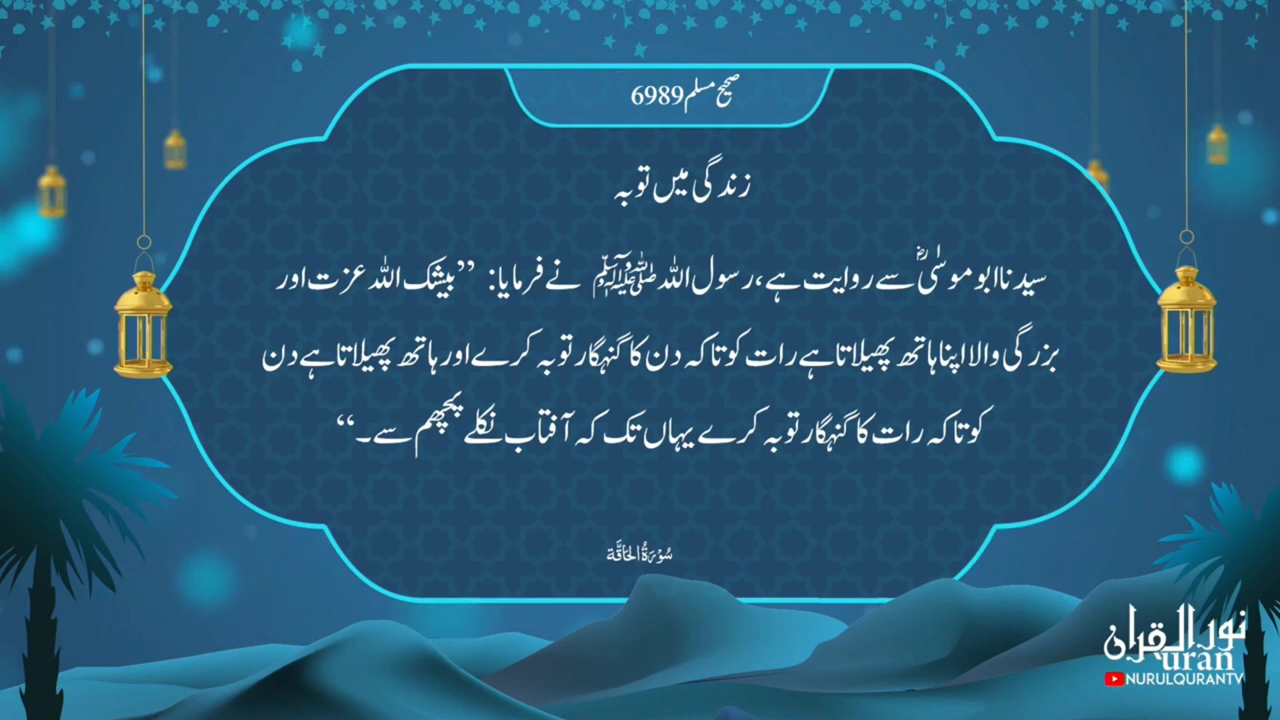 صحیح مسلم 6989
زندگی میں توبہ
سیدنا ابو موسٰیؓ سے روایت ہے، رسول اللہ ﷺ نے فرمایا: ”بیشک اللہ عزت اور
بزرگی والا اپنا ہاتھ پھیلاتا ہے رات کو تاکہ دن کا گنہگار توبہ کرے اور ہاتھ پھیلاتا ہے دن
کو تاکہ رات کا گنہگار توبہ کرے یہاں تک کہ آفتاب نکلے پچھم سے۔“
سُوْرَةُ الحَاقَّة
نور القران
uran
NURULQURANTV